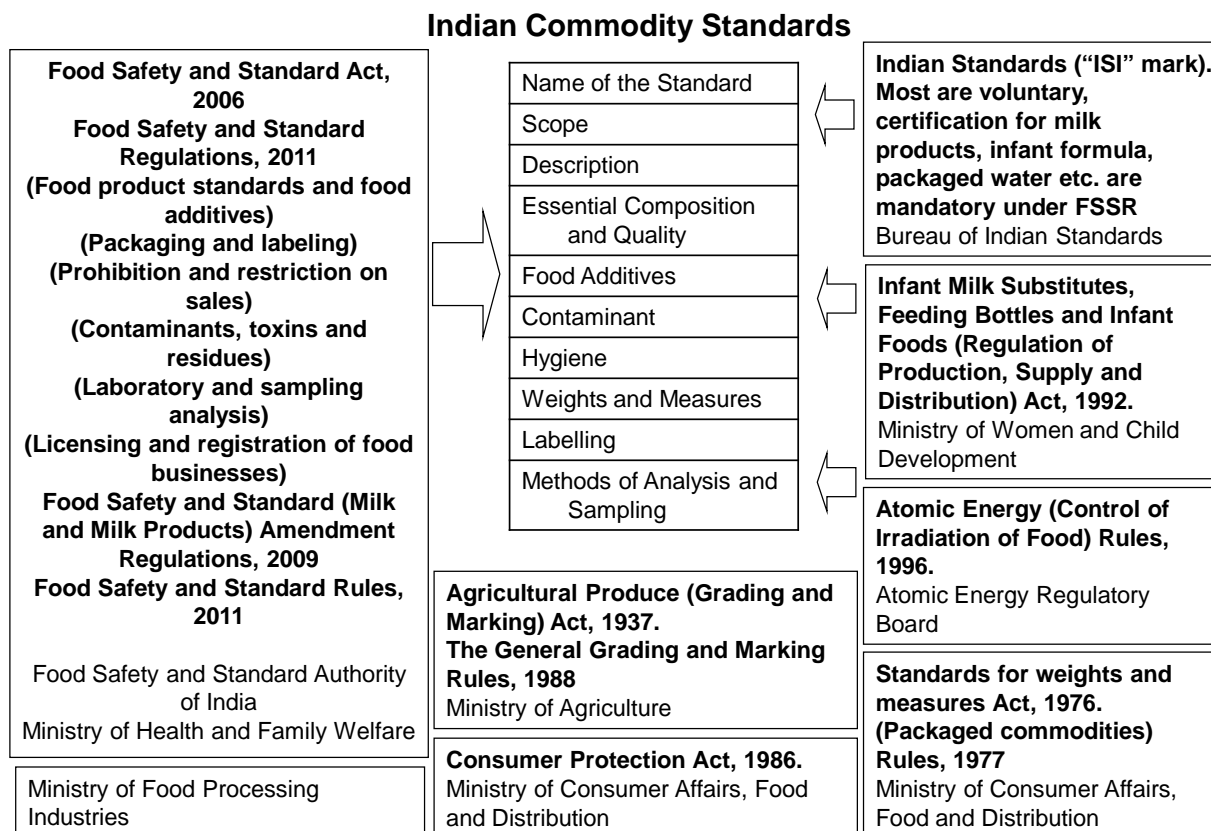 Indian Commodity Standards
Food Safety and Standard Act,
2006
Food Safety and Standard
Regulations, 2011
(Food product standards and food
additives)
(Packaging and labeling)
(Prohibition and restriction on
sales)
(Contaminants, toxins and
residues)
(Laboratory and sampling
analysis)
(Licensing and registration of food
businesses)
Food Safety and Standard (Milk
and Milk Products) Amendment
Regulations, 2009
Food Safety and Standard Rules,
2011
Food Safety and Standard Authority
of India
Ministry of Health and Family Welfare
Ministry of Food Processing
Industries
Name of the Standard
Scope
Description
Essential Composition
and Quality
Food Additives
Contaminant
Hygiene
Weights and Measures
Labelling
Methods of Analysis and
Sampling
Agricultural Produce (Grading and
Marking) Act, 1937.
The General Grading and Marking
Rules, 1988
Ministry of Agriculture
Consumer Protection Act, 1986.
Ministry of Consumer Affairs, Food
and Distribution
Indian Standards (“ISI” mark).
Most are voluntary,
certification for milk
products, infant formula,
packaged water etc. are
mandatory under FSSR
Bureau of Indian Standards
Infant Milk Substitutes,
Feeding Bottles and Infant
Foods (Regulation of
Production, Supply and
Distribution) Act, 1992.
Ministry of Women and Child
Development
Atomic Energy (Control of
Irradiation of Food) Rules,
1996.
Atomic Energy Regulatory
Board
Standards for weights and
measures Act, 1976.
(Packaged commodities)
Rules, 1977
Ministry of Consumer Affairs,
Food and Distribution